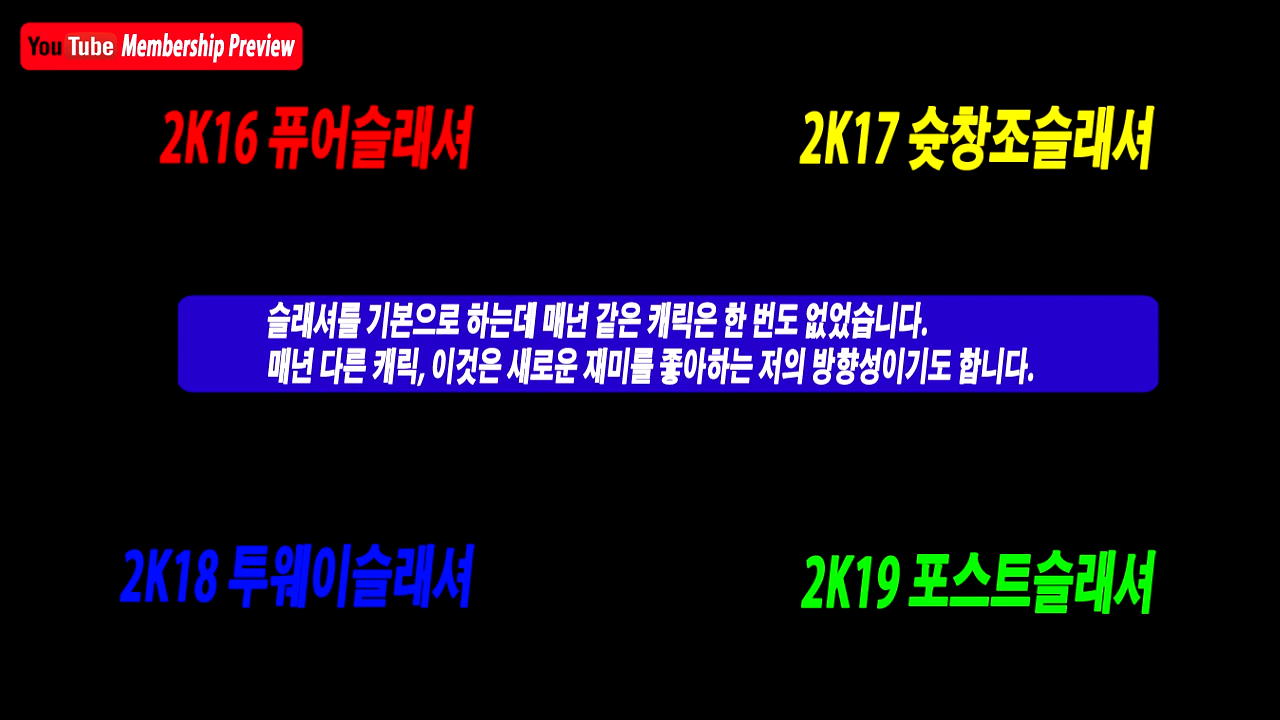 YouTube Membership Preview
2K16 퓨어슬래셔
2K17 슛창조슬래셔
슬래셔를 기본으로 하는데 매년 같은 캐릭은 한 번도 없었습니다.
매년 다른 캐릭, 이것은 새로운 재미를 좋아하는 저의 방향성이기도 합니다.
2K18 투웨이슬래셔
2K19 포스트슬래셔